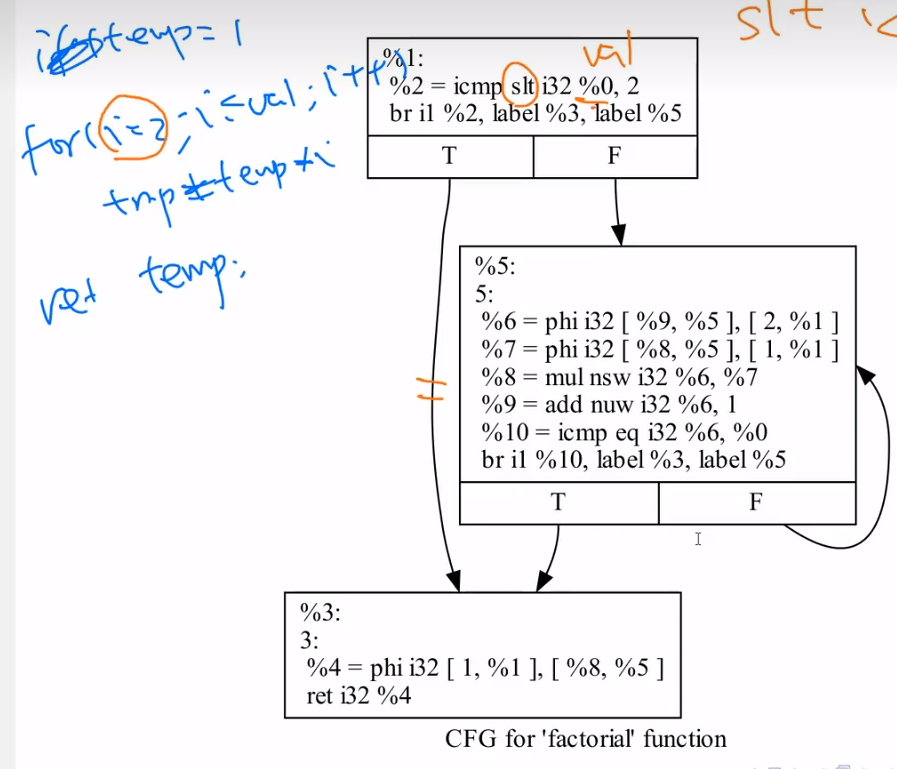 temp = 1
for(i=2; i≤val; i++)
tmp = temp * i
ret temp;
slt
val
%1:
%2 = icmp slt i32 %0, 2
br i1 %2, label %3, label %5
T F
%5:
5:
%6 = phi i32 [ %9, %5 ], [ 2, %1 ]
%7 = phi i32 [ %8, %5 ], [ 1, %1 ]
%8 = mul nsw i32 %6, %7
%9 = add nuw i32 %6, 1
%10 = icmp eq i32 %6, %0
br i1 %10, label %3, label %5
T F
%3:
3:
%4 = phi i32 [ 1, %1 ], [ %8, %5 ]
ret i32 %4
CFG for 'factorial' function